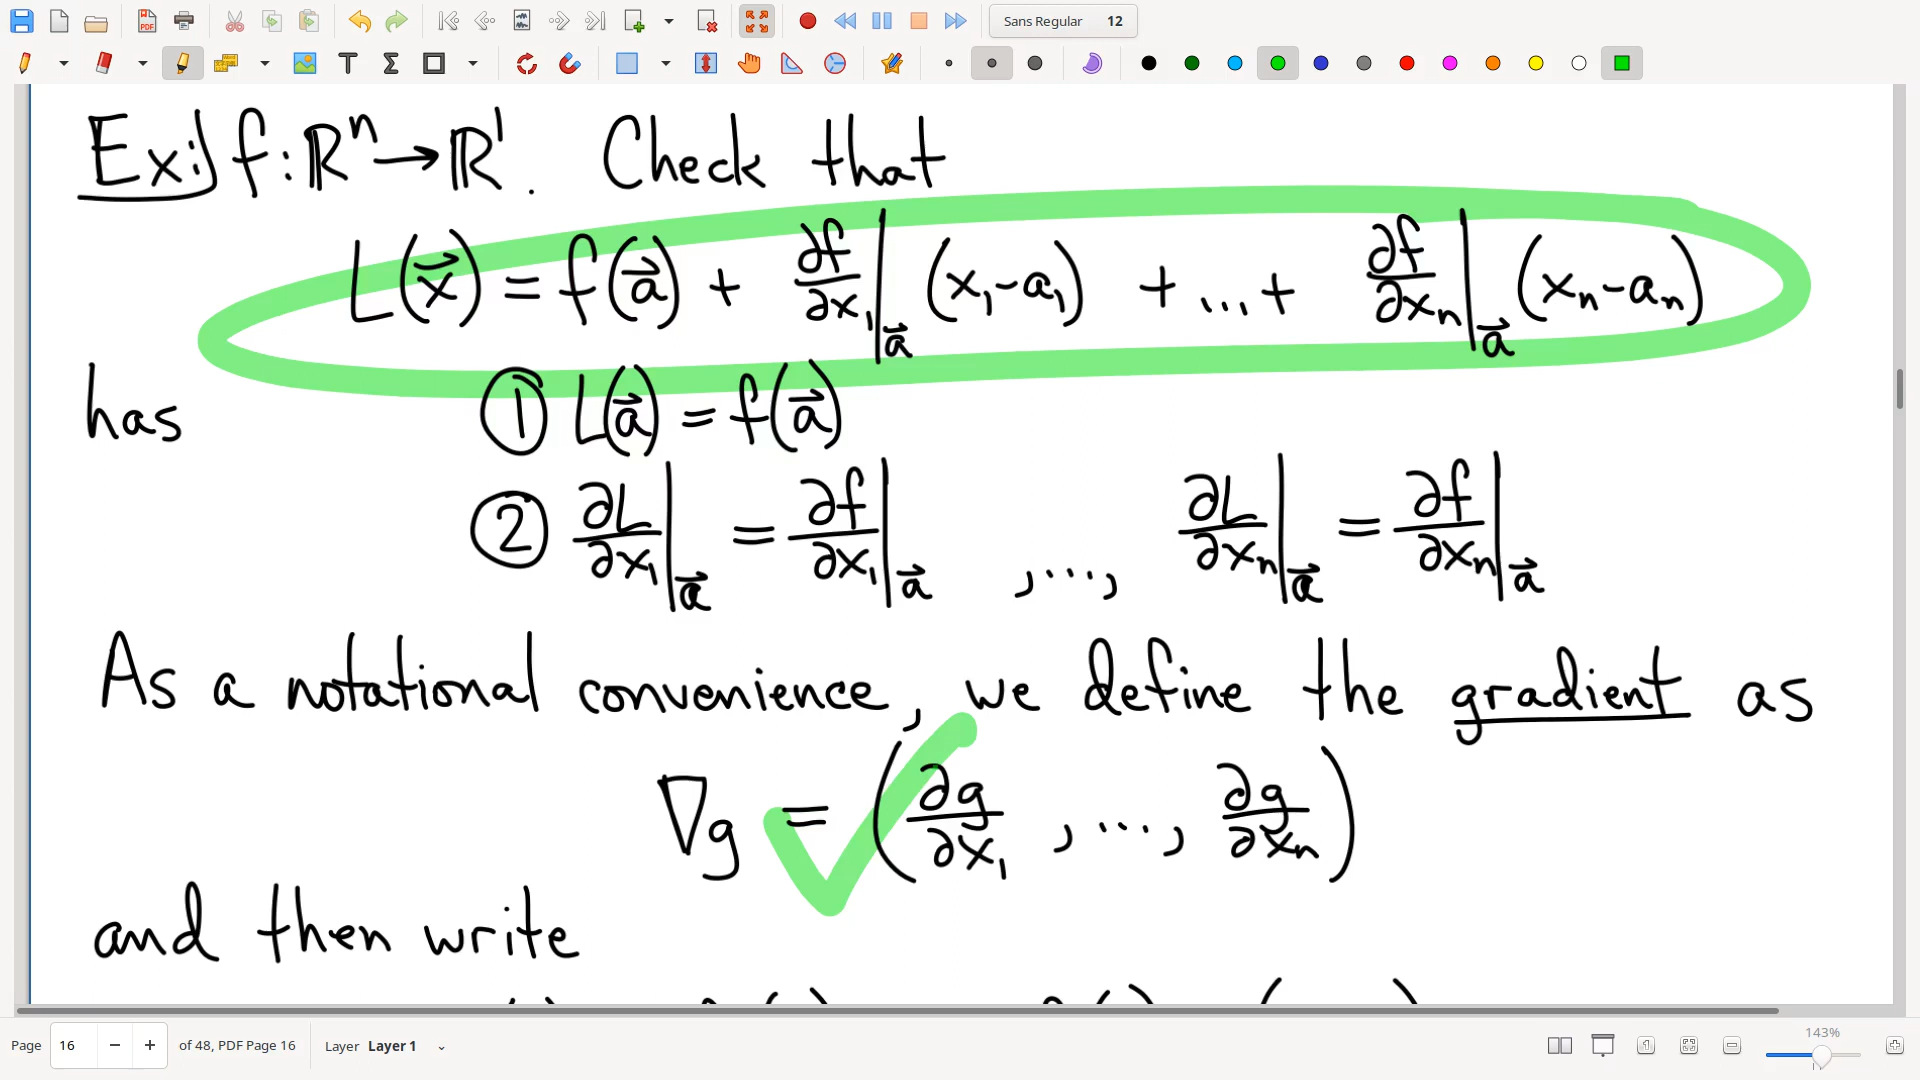 Sans Regular 12
Ex:) f: ℝⁿ → ℝ¹. Check that
L(x⃗) = f(a⃗) + ∂f/∂x₁|a⃗ (x₁-a₁) + ... + ∂f/∂xₙ|a⃗ (xₙ-aₙ)
has ① L(a⃗) = f(a⃗)
② ∂L/∂x₁|a⃗ = ∂f/∂x₁|a⃗ , ..., ∂L/∂xₙ|a⃗ = ∂f/∂xₙ|a⃗
As a notational convenience, we define the gradient as
∇g = (∂g/∂x₁ , ..., ∂g/∂xₙ)
and then write
Page 16 − + of 48, PDF Page 16 Layer Layer 1 143%